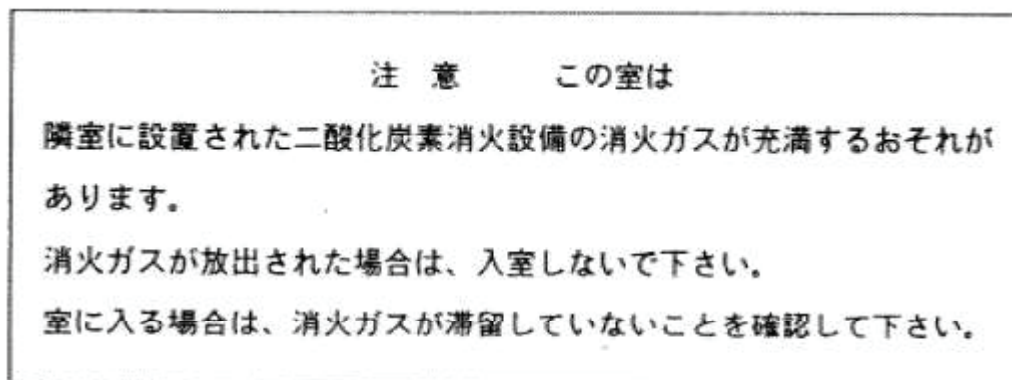 注　意　　　この室は
隣室に設置された二酸化炭素消火設備の消火ガスが充満するおそれが
あります。
消火ガスが放出された場合は、入室しないで下さい。
室に入る場合は、消火ガスが滞留していないことを確認して下さい。